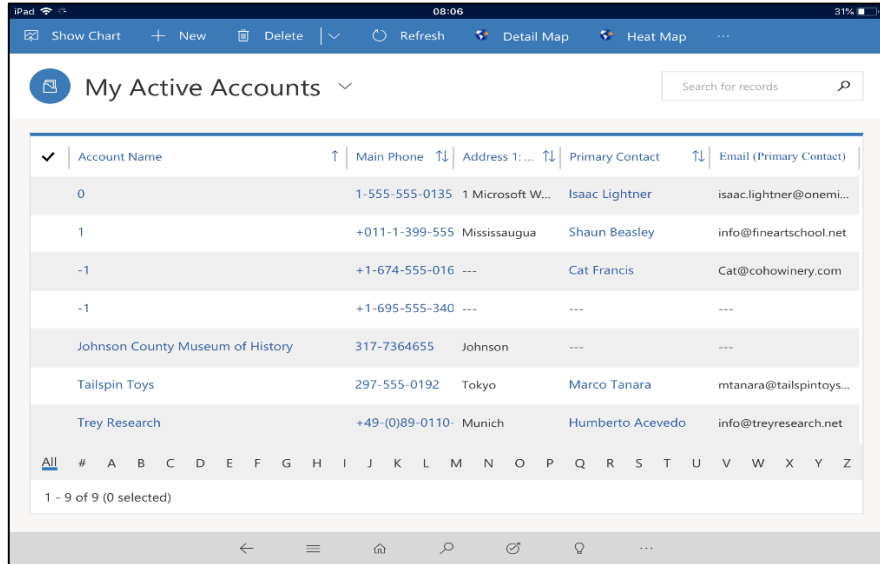 iPad 08:06 31%
Show Chart New Delete Refresh Detail Map Heat Map ...
My Active Accounts Search for records
Account Name Main Phone Address 1: ... Primary Contact Email (Primary Contact)
0 1-555-555-0135 1 Microsoft W... Isaac Lightner isaac.lightner@onemi...
1 +011-1-399-555 Mississaugua Shaun Beasley info@fineartschool.net
-1 +1-674-555-016 --- Cat Francis Cat@cohowinery.com
-1 +1-695-555-340 --- --- ---
Johnson County Museum of History 317-7364655 Johnson --- ---
Tailspin Toys 297-555-0192 Tokyo Marco Tanara mtanara@tailspintoys...
Trey Research +49-(0)89-0110- Munich Humberto Acevedo info@treyresearch.net
All # A B C D E F G H I J K L M N O P Q R S T U V W X Y Z
1 - 9 of 9 (0 selected)
...